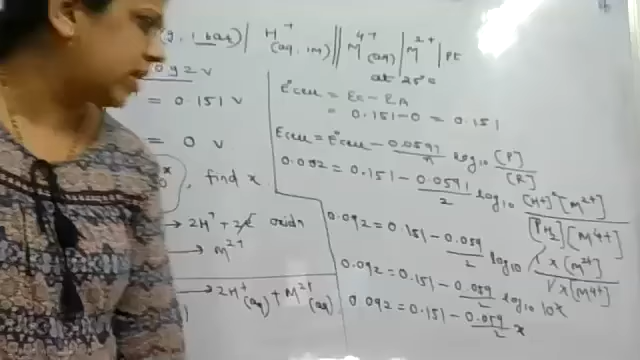 (g, 1 bar) | H+ (aq, 1M) || M4+ (aq) | M2+ | Pt
at 25°C
092 V
= 0.151 V
= 0 V
, find x
→ 2H+ + 2e oxidn
→ M2+
→ 2H+ (aq) + M2+ (aq)
E°cell = Ec - EA
= 0.151 - 0 = 0.151
Ecell = E°cell - 0.0591/n log10 [P]/[R]
0.092 = 0.151 - 0.0591/2 log10 [H+]² [M2+]/[PH2] [M4+]
0.092 = 0.151 - 0.059/2 log10 1 x [M2+]/1 x [M4+]
0.092 = 0.151 - 0.059/2 log10 10^x
0.092 = 0.151 - 0.059/2 x